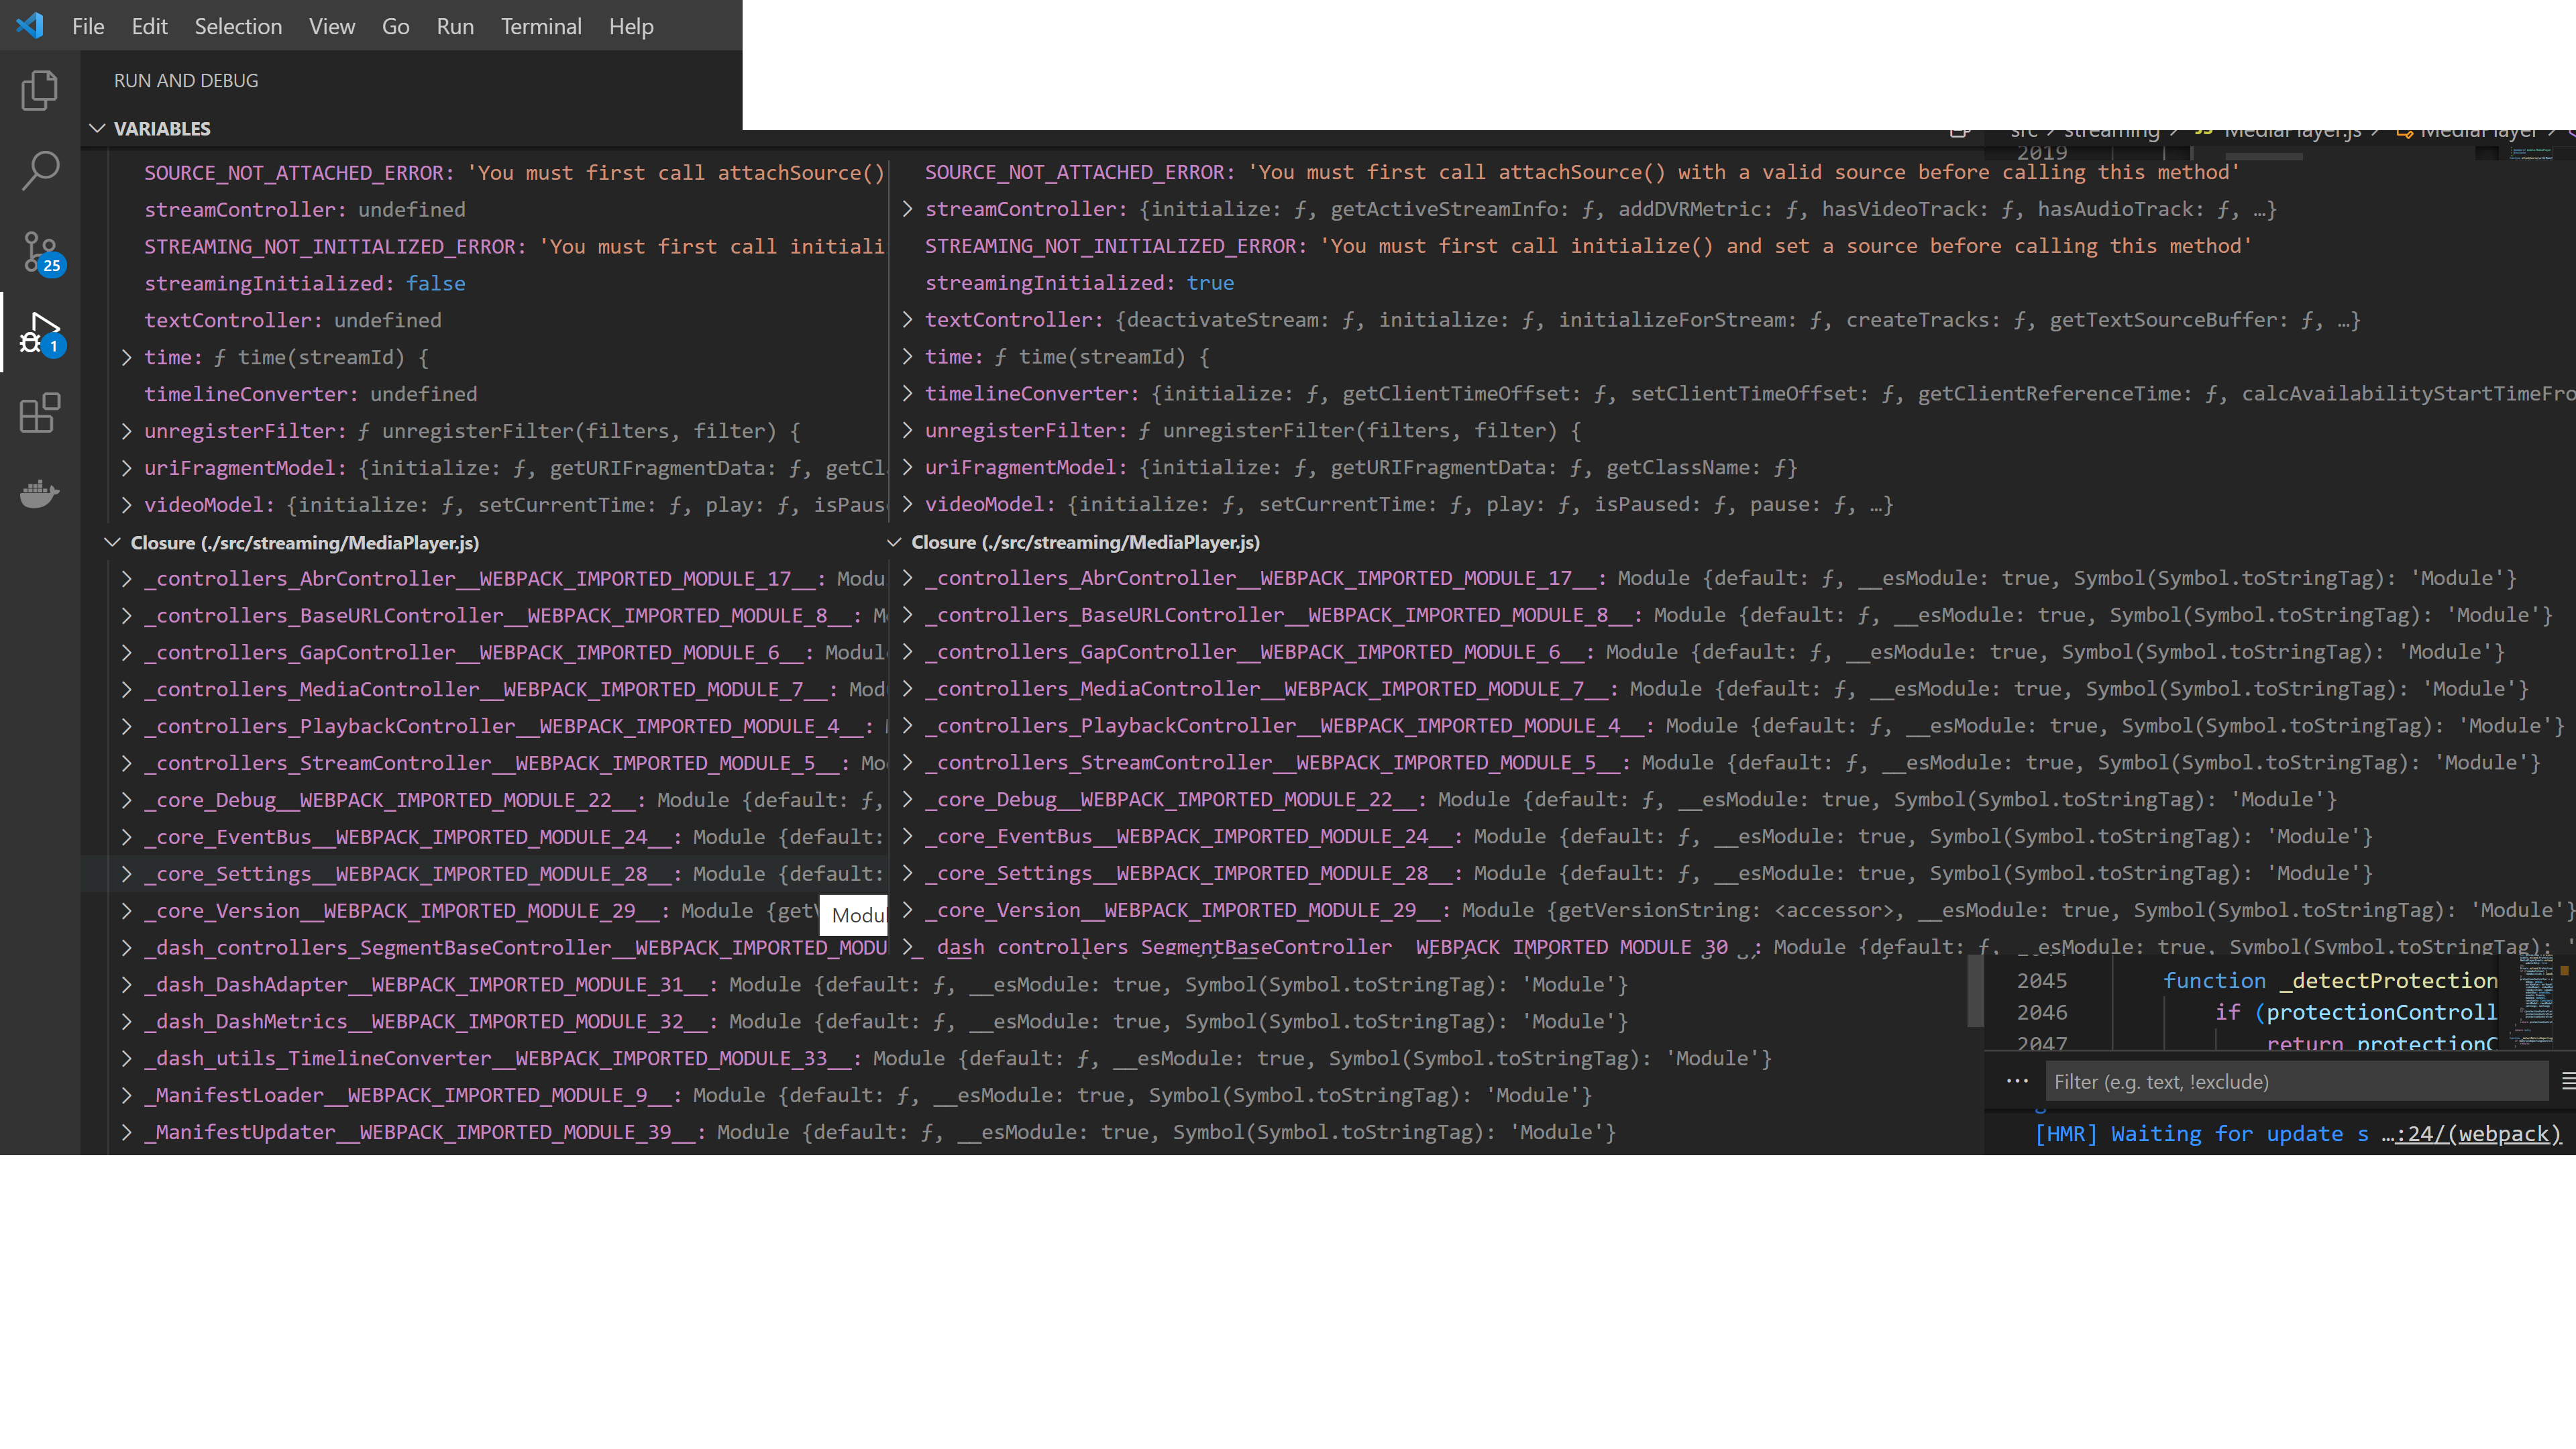 File Edit Selection View Go Run Terminal Help
RUN AND DEBUG
VARIABLES
SOURCE_NOT_ATTACHED_ERROR: 'You must first call attachSource()
streamController: undefined
STREAMING_NOT_INITIALIZED_ERROR: 'You must first call initiali
streamingInitialized: false
textController: undefined
time: ƒ time(streamId) {
timelineConverter: undefined
unregisterFilter: ƒ unregisterFilter(filters, filter) {
uriFragmentModel: {initialize: ƒ, getURIFragmentData: ƒ, getCl
videoModel: {initialize: ƒ, setCurrentTime: ƒ, play: ƒ, isPaus
Closure (./src/streaming/MediaPlayer.js)
_controllers_AbrController__WEBPACK_IMPORTED_MODULE_17__: Modu
_controllers_BaseURLController__WEBPACK_IMPORTED_MODULE_8__: M
_controllers_GapController__WEBPACK_IMPORTED_MODULE_6__: Modul
_controllers_MediaController__WEBPACK_IMPORTED_MODULE_7__: Mod
_controllers_PlaybackController__WEBPACK_IMPORTED_MODULE_4__:
_controllers_StreamController__WEBPACK_IMPORTED_MODULE_5__: Mo
_core_Debug__WEBPACK_IMPORTED_MODULE_22__: Module {default: ƒ,
_core_EventBus__WEBPACK_IMPORTED_MODULE_24__: Module {default:
_core_Settings__WEBPACK_IMPORTED_MODULE_28__: Module {default:
_core_Version__WEBPACK_IMPORTED_MODULE_29__: Module {get
Modul
_dash_controllers_SegmentBaseController__WEBPACK_IMPORTED_MODU
_dash_DashAdapter__WEBPACK_IMPORTED_MODULE_31__: Module {default: ƒ, __esModule: true, Symbol(Symbol.toStringTag): 'Module'}
_dash_DashMetrics__WEBPACK_IMPORTED_MODULE_32__: Module {default: ƒ, __esModule: true, Symbol(Symbol.toStringTag): 'Module'}
_dash_utils_TimelineConverter__WEBPACK_IMPORTED_MODULE_33__: Module {default: ƒ, __esModule: true, Symbol(Symbol.toStringTag): 'Module'}
_ManifestLoader__WEBPACK_IMPORTED_MODULE_9__: Module {default: ƒ, __esModule: true, Symbol(Symbol.toStringTag): 'Module'}
_ManifestUpdater__WEBPACK_IMPORTED_MODULE_39__: Module {default: ƒ, __esModule: true, Symbol(Symbol.toStringTag): 'Module'}
25
1
src > streaming > JS MediaPlayer.js > MediaPlayer >
2019
SOURCE_NOT_ATTACHED_ERROR: 'You must first call attachSource() with a valid source before calling this method'
streamController: {initialize: ƒ, getActiveStreamInfo: ƒ, addDVRMetric: ƒ, hasVideoTrack: ƒ, hasAudioTrack: ƒ, …}
STREAMING_NOT_INITIALIZED_ERROR: 'You must first call initialize() and set a source before calling this method'
streamingInitialized: true
textController: {deactivateStream: ƒ, initialize: ƒ, initializeForStream: ƒ, createTracks: ƒ, getTextSourceBuffer: ƒ, …}
time: ƒ time(streamId) {
timelineConverter: {initialize: ƒ, getClientTimeOffset: ƒ, setClientTimeOffset: ƒ, getClientReferenceTime: ƒ, calcAvailabilityStartTimeFro
unregisterFilter: ƒ unregisterFilter(filters, filter) {
uriFragmentModel: {initialize: ƒ, getURIFragmentData: ƒ, getClassName: ƒ}
videoModel: {initialize: ƒ, setCurrentTime: ƒ, play: ƒ, isPaused: ƒ, pause: ƒ, …}
Closure (./src/streaming/MediaPlayer.js)
_controllers_AbrController__WEBPACK_IMPORTED_MODULE_17__: Module {default: ƒ, __esModule: true, Symbol(Symbol.toStringTag): 'Module'}
_controllers_BaseURLController__WEBPACK_IMPORTED_MODULE_8__: Module {default: ƒ, __esModule: true, Symbol(Symbol.toStringTag): 'Module'}
_controllers_GapController__WEBPACK_IMPORTED_MODULE_6__: Module {default: ƒ, __esModule: true, Symbol(Symbol.toStringTag): 'Module'}
_controllers_MediaController__WEBPACK_IMPORTED_MODULE_7__: Module {default: ƒ, __esModule: true, Symbol(Symbol.toStringTag): 'Module'}
_controllers_PlaybackController__WEBPACK_IMPORTED_MODULE_4__: Module {default: ƒ, __esModule: true, Symbol(Symbol.toStringTag): 'Module'}
_controllers_StreamController__WEBPACK_IMPORTED_MODULE_5__: Module {default: ƒ, __esModule: true, Symbol(Symbol.toStringTag): 'Module'}
_core_Debug__WEBPACK_IMPORTED_MODULE_22__: Module {default: ƒ, __esModule: true, Symbol(Symbol.toStringTag): 'Module'}
_core_EventBus__WEBPACK_IMPORTED_MODULE_24__: Module {default: ƒ, __esModule: true, Symbol(Symbol.toStringTag): 'Module'}
_core_Settings__WEBPACK_IMPORTED_MODULE_28__: Module {default: ƒ, __esModule: true, Symbol(Symbol.toStringTag): 'Module'}
_core_Version__WEBPACK_IMPORTED_MODULE_29__: Module {getVersionString: <accessor>, __esModule: true, Symbol(Symbol.toStringTag): 'Module'}
_dash_controllers_SegmentBaseController__WEBPACK_IMPORTED_MODULE_30__: Module {default: ƒ, __esModule: true, Symbol(Symbol.toStringTag): '
2045 function _detectProtection
2046 if (protectionControll
2047 return protectionC
Filter (e.g. text, !exclude)
[HMR] Waiting for update s …:24/(webpack)